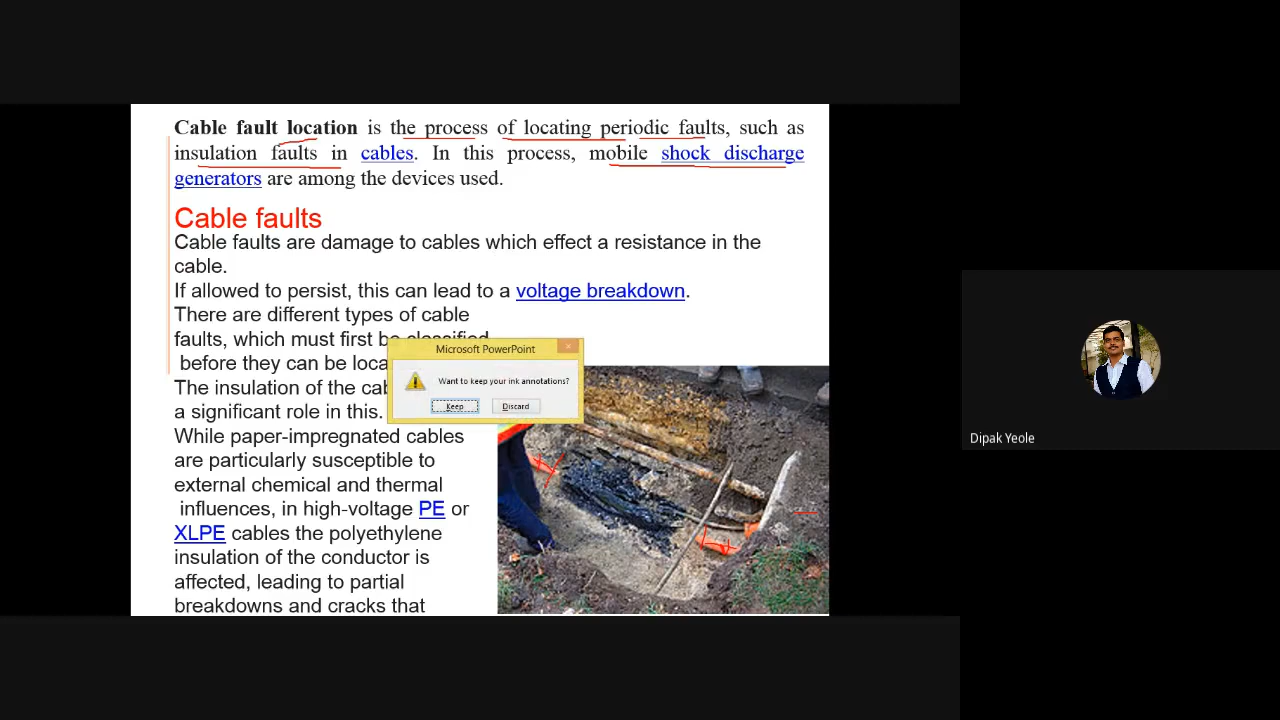 Cable fault location is the process of locating periodic faults, such as
insulation faults in cables. In this process, mobile shock discharge
generators are among the devices used.
Cable faults
Cable faults are damage to cables which effect a resistance in the
cable.
If allowed to persist, this can lead to a voltage breakdown.
There are different types of cable
faults, which must first be classified
before they can be loca
The insulation of the cab
a significant role in this.
While paper-impregnated cables
are particularly susceptible to
external chemical and thermal
influences, in high-voltage PE or
XLPE cables the polyethylene
insulation of the conductor is
affected, leading to partial
breakdowns and cracks that
Microsoft PowerPoint
Want to keep your ink annotations?
Keep Discard
Dipak Yeole